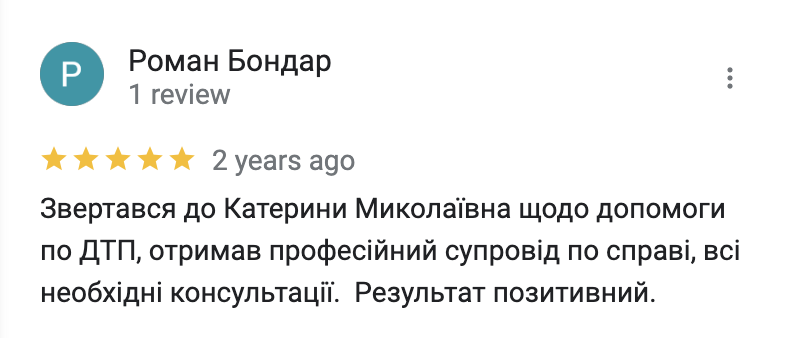 Р
Роман Бондар
1 review
2 years ago
Звертався до Катерини Миколаївна щодо допомоги
по ДТП, отримав професійний супровід по справі, всі
необхідні консультації.  Результат позитивний.